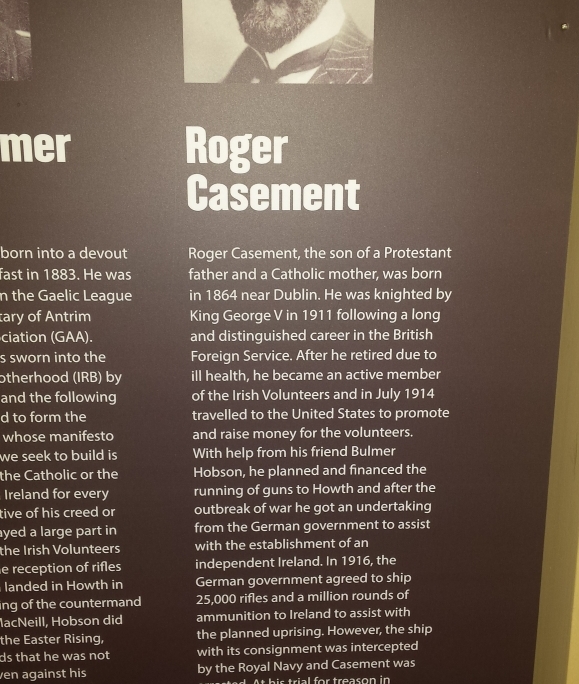 mer
born into a devout
fast in 1883. He was
n the Gaelic League
tary of Antrim
ciation (GAA).
s sworn into the
otherhood (IRB) by
and the following
d to form the
whose manifesto
we seek to build is
the Catholic or the
Ireland for every
tive of his creed or
ayed a large part in
the Irish Volunteers
e reception of rifles
landed in Howth in
ing of the countermand
MacNeill, Hobson did
the Easter Rising,
ds that he was not
ven against his
Roger
Casement
Roger Casement, the son of a Protestant
father and a Catholic mother, was born
in 1864 near Dublin. He was knighted by
King George V in 1911 following a long
and distinguished career in the British
Foreign Service. After he retired due to
ill health, he became an active member
of the Irish Volunteers and in July 1914
travelled to the United States to promote
and raise money for the volunteers.
With help from his friend Bulmer
Hobson, he planned and financed the
running of guns to Howth and after the
outbreak of war he got an undertaking
from the German government to assist
with the establishment of an
independent Ireland. In 1916, the
German government agreed to ship
25,000 rifles and a million rounds of
ammunition to Ireland to assist with
the planned uprising. However, the ship
with its consignment was intercepted
by the Royal Navy and Casement was
arrested. At his trial for treason in